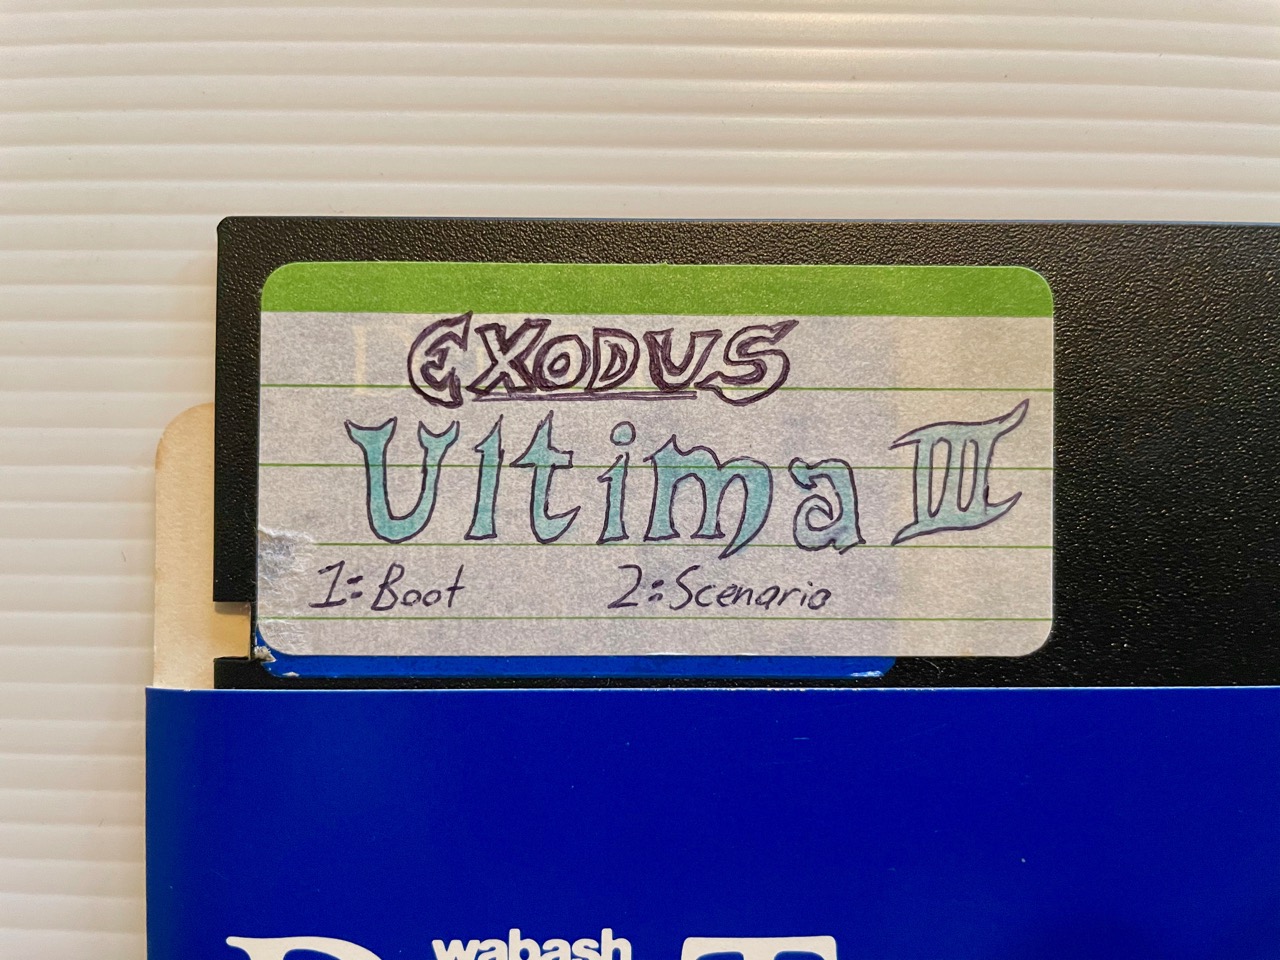 EXODUS
Ultima III
1:Boot 2:Scenario
wabash